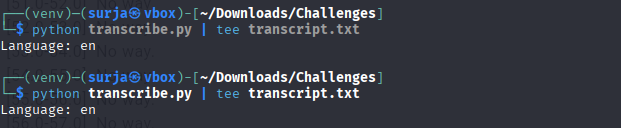 ┌──(venv)─(surja㉿vbox)-[~/Downloads/Challenges]
└─$ python transcribe.py | tee transcript.txt
Language: en
┌──(venv)─(surja㉿vbox)-[~/Downloads/Challenges]
└─$ python transcribe.py | tee transcript.txt
Language: en